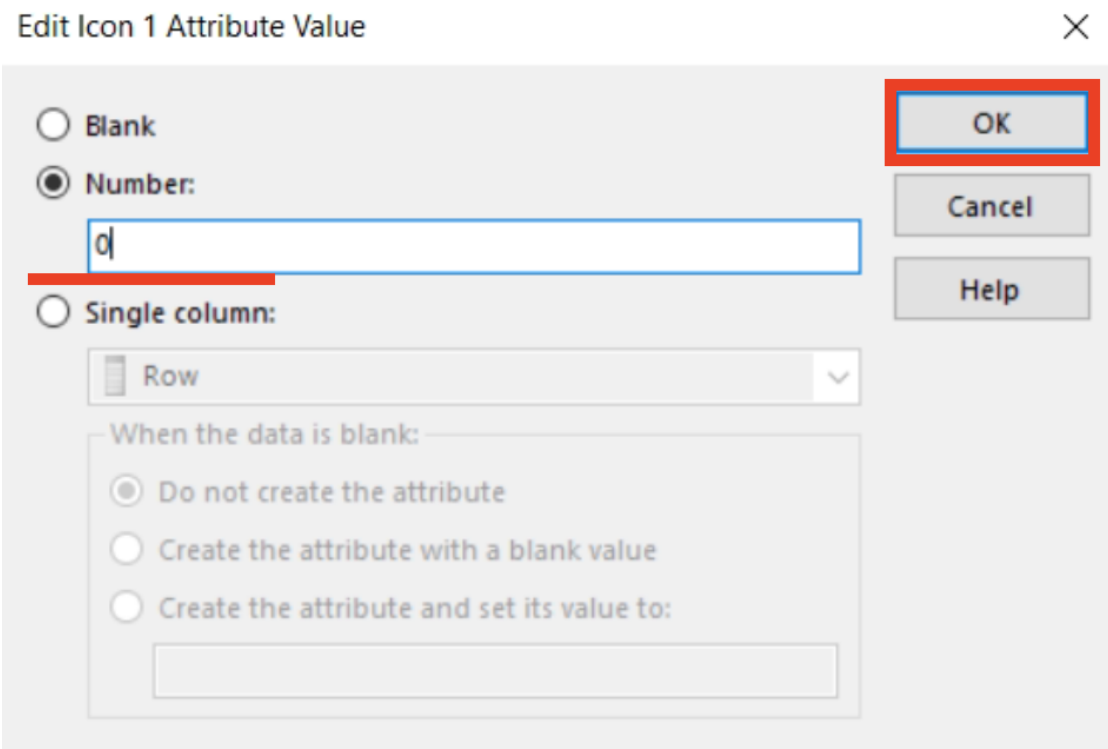 Edit Icon 1 Attribute Value
Blank
OK
Number:
Cancel
0
Help
Single column:
Row
When the data is blank:
Do not create the attribute
Create the attribute with a blank value
Create the attribute and set its value to: